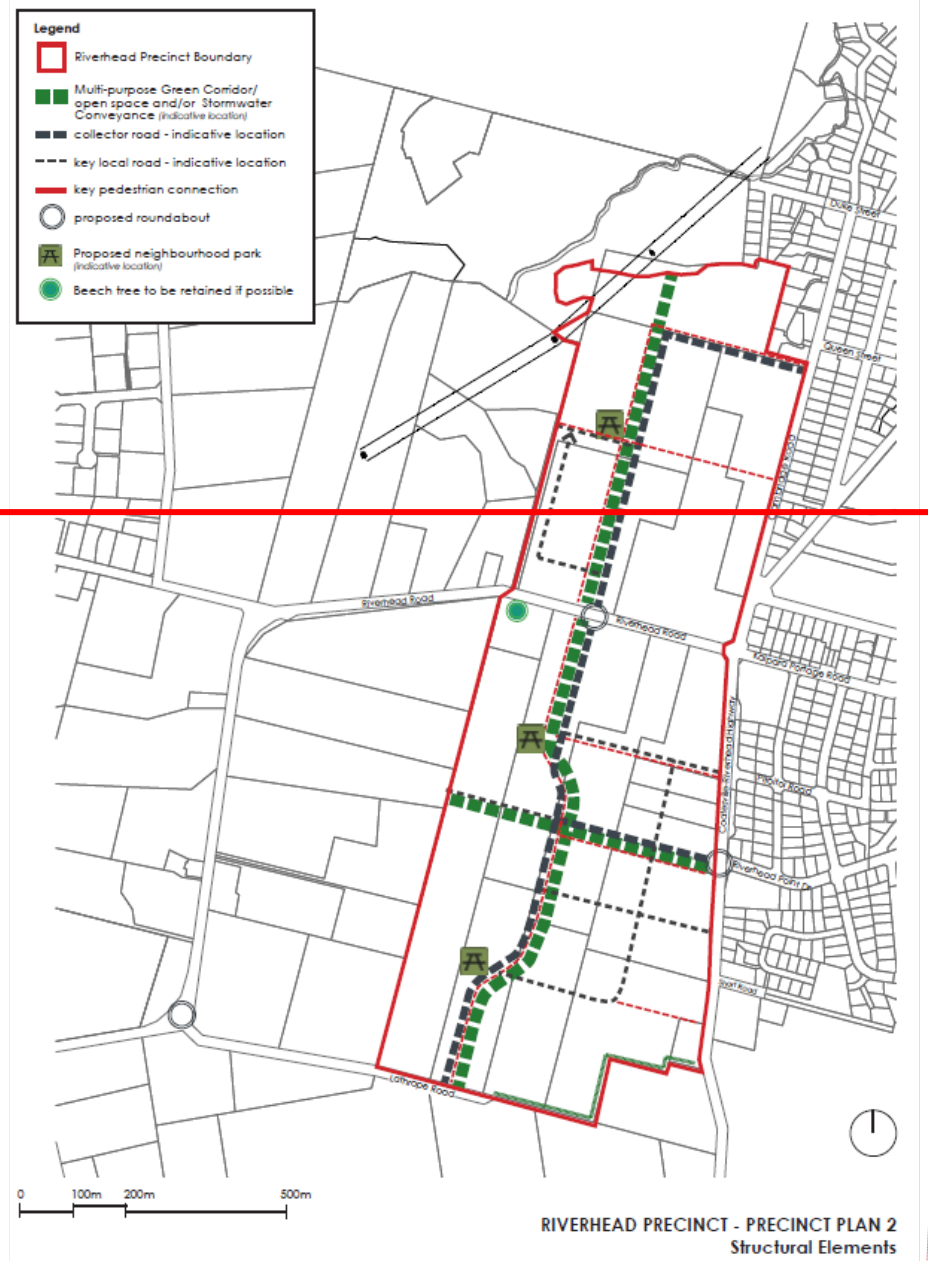 Legend
Riverhead Precinct Boundary
Multi-purpose Green Corridor/
open space and/or Stormwater
Conveyance (indicative location)
collector road - indicative location
key local road - indicative location
key pedestrian connection
proposed roundabout
Proposed neighbourhood park
(indicative location)
Beech tree to be retained if possible
Duke Street
Queen Street
Riverhead Road
Riverhead Road
Kaipara Portage Road
Coatesville-Riverhead Highway
Riverhead Point Dr
Lathrope Road
0
100m
200m
500m
RIVERHEAD PRECINCT - PRECINCT PLAN 2
Structural Elements